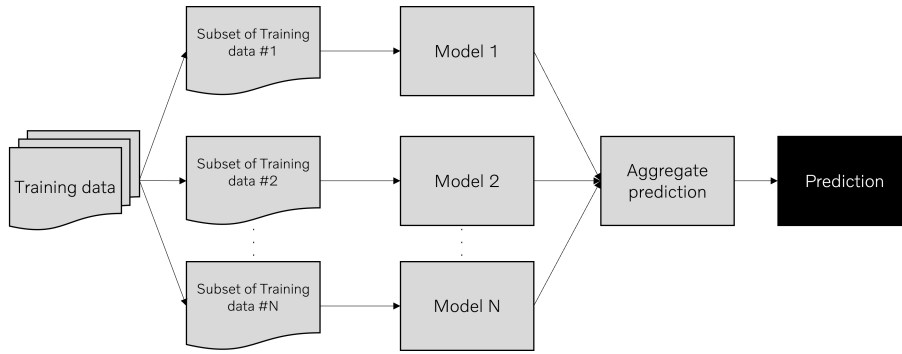 Subset of Training
data #1
Model 1
Training data
Subset of Training
data #2
Model 2
Aggregate
prediction
Prediction
Subset of Training
data #N
Model N